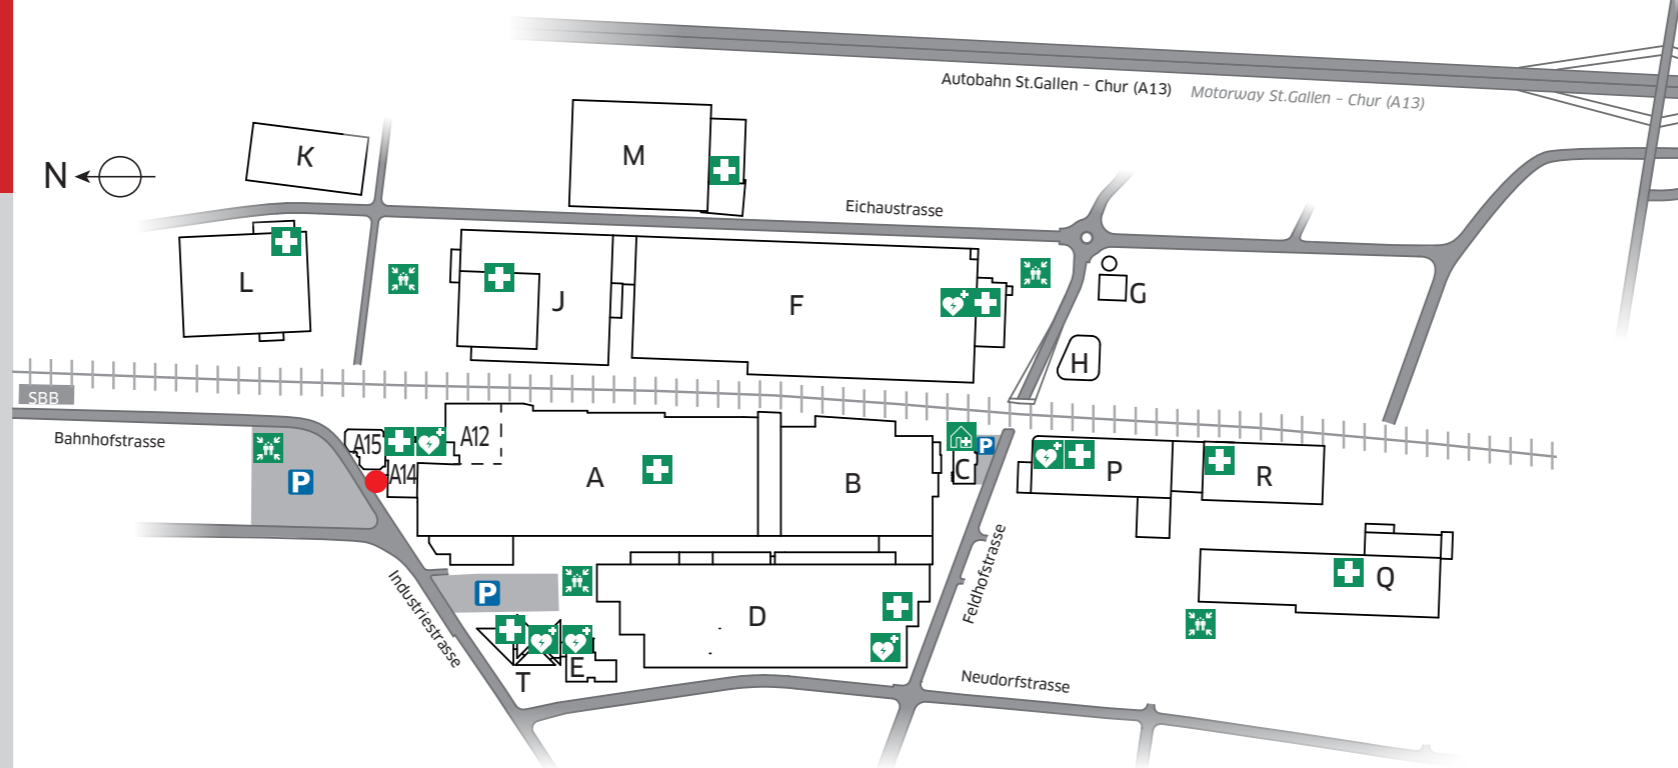 Autobahn St.Gallen – Chur (A13) Motorway St.Gallen – Chur (A13)
K
M
N
Eichaustrasse
L
J
F
G
H
SBB
Bahnhofstrasse
A15
A12
A14
A
B
C
P
P
R
P
Q
Industriestrasse
P
D
Feldhofstrasse
E
T
Neudorfstrasse